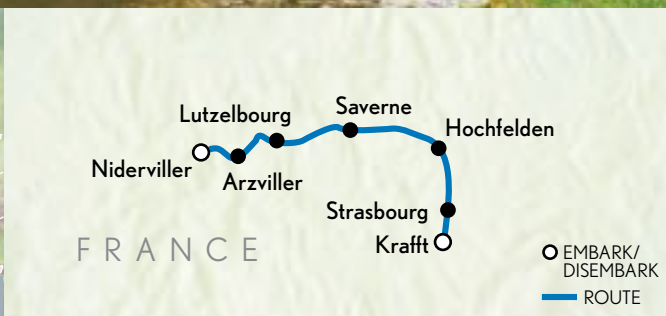 Saverne
Lutzelbourg
Hochfelden
Niderviller
Arzviller
Strasbourg
Krafft
FRANCE
EMBARK/
DISEMBARK
ROUTE